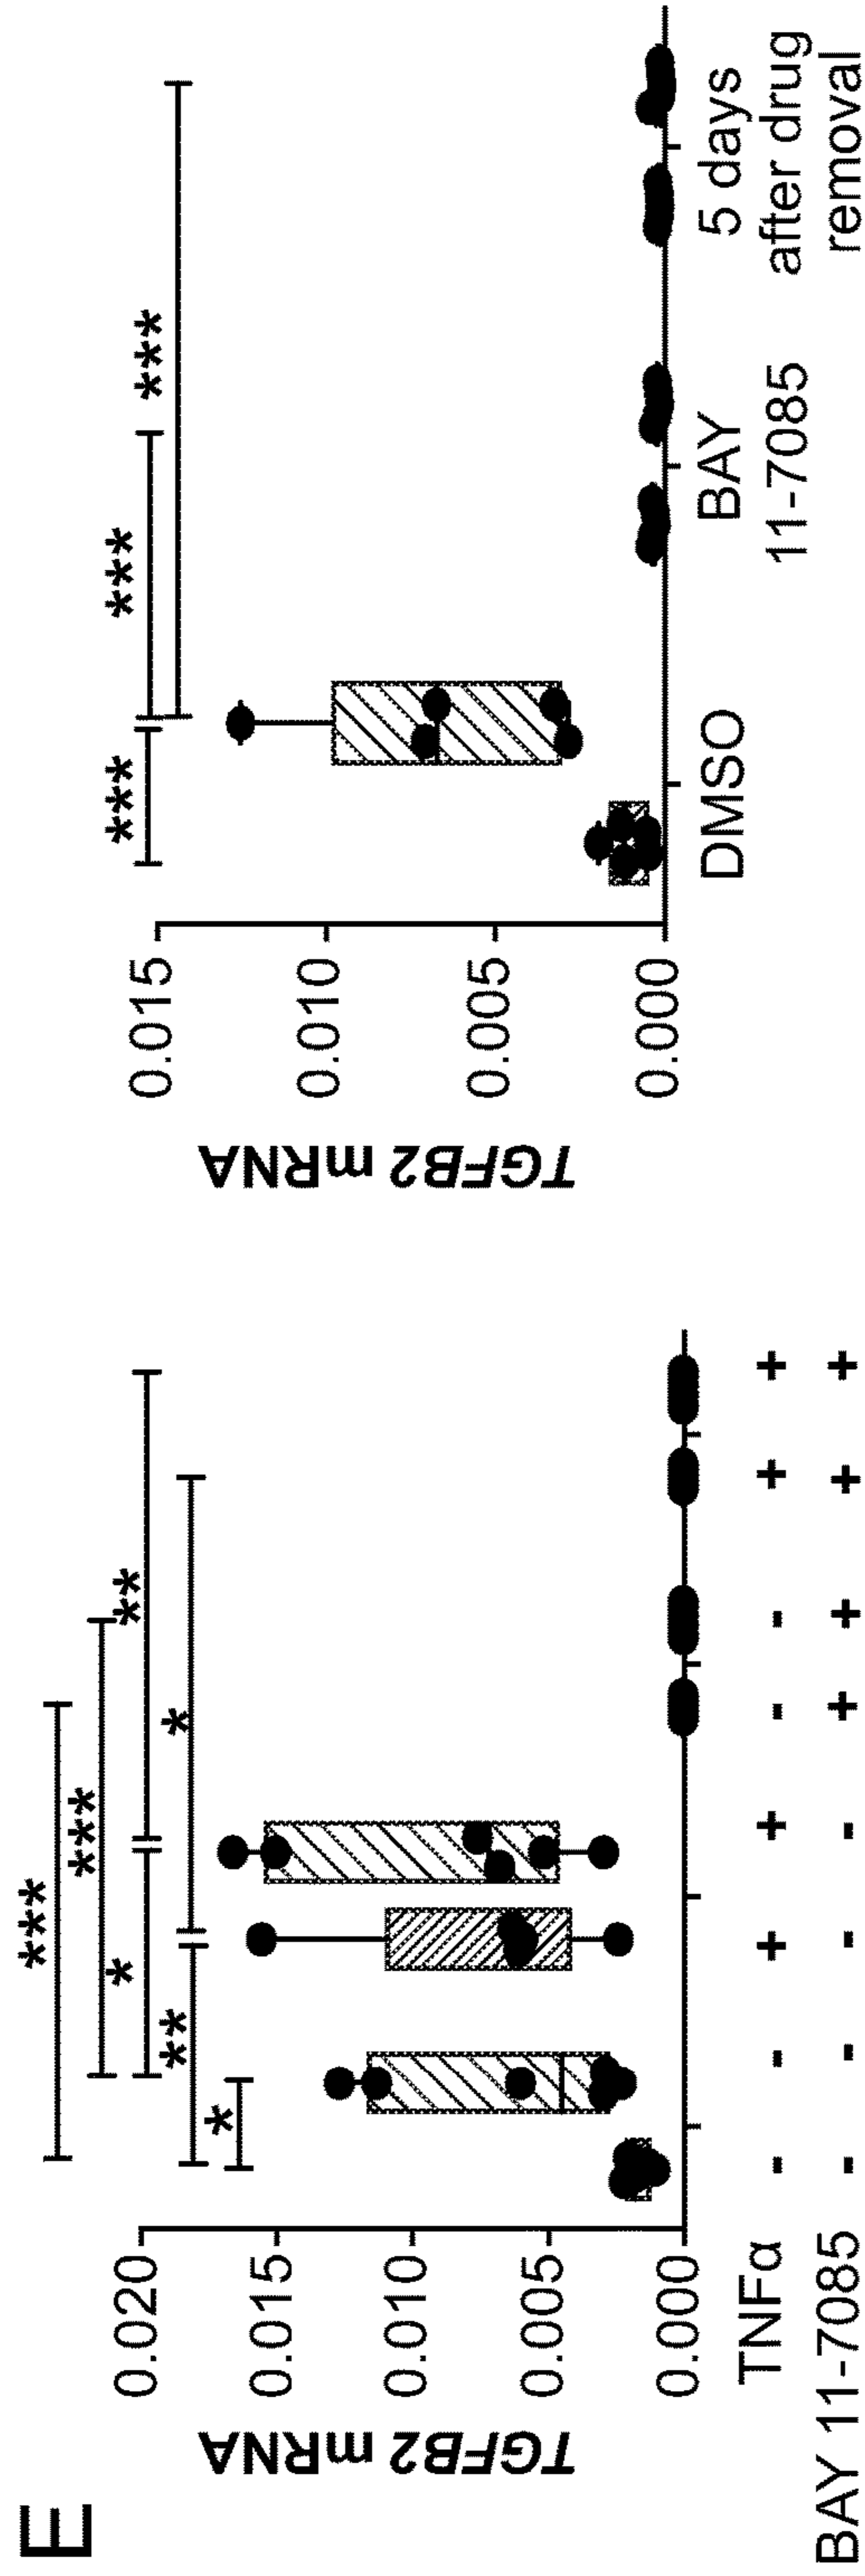 E
***
***
*
**
**
*
*
TGFB2 mRNA
0.020
0.015
0.010
0.005
0.000
TNFα - - + + - - + +
BAY 11-7085 - - - - + + + +
***
***
***
TGFB2 mRNA
0.015
0.010
0.005
0.000
DMSO
BAY
11-7085
5 days
after drug
removal